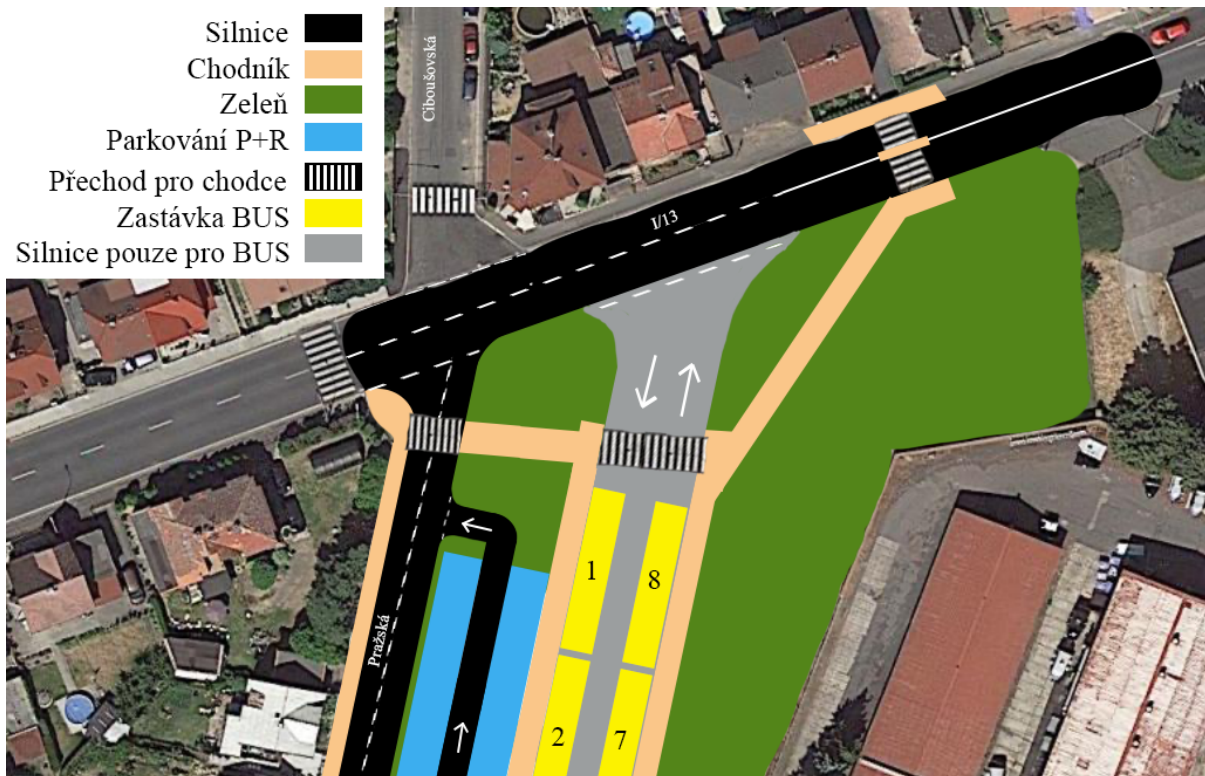 Silnice
Chodník
Zeleň
Parkování P+R
Přechod pro chodce
Zastávka BUS
Silnice pouze pro BUS
Ciboušovská
I/13
1
8
Pražská
2
7